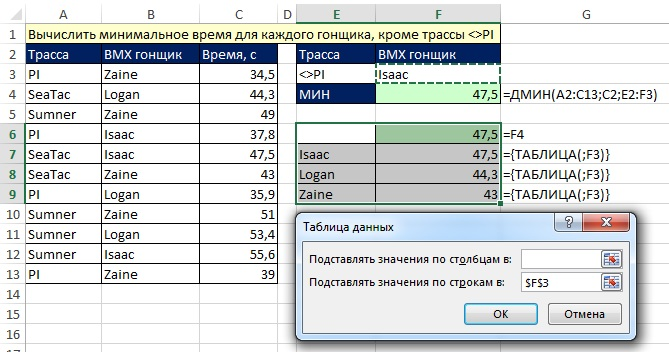 A B C D E F G
1 Вычислить минимальное время для каждого гонщика, кроме трассы <>PI
2 Трасса BMX гонщик Время, с Трасса BMX гонщик
3 PI Zaine 34,5 <>PI Isaac
4 SeaTac Logan 44,3 МИН 47,5 =ДМИН(A2:C13;C2;E2:F3)
5 Sumner Zaine 49
6 PI Isaac 37,8 47,5 =F4
7 SeaTac Isaac 47,5 Isaac 47,5 ={ТАБЛИЦА(;F3)}
8 SeaTac Zaine 43 Logan 44,3 ={ТАБЛИЦА(;F3)}
9 PI Logan 35,9 Zaine 43 ={ТАБЛИЦА(;F3)}
10 Sumner Zaine 51
11 Sumner Logan 53,4
12 Sumner Isaac 55,6
13 PI Zaine 39
14
15
16
17
Таблица данных
Подставлять значения по столбцам в:
Подставлять значения по строкам в: $F$3
ОК Отмена